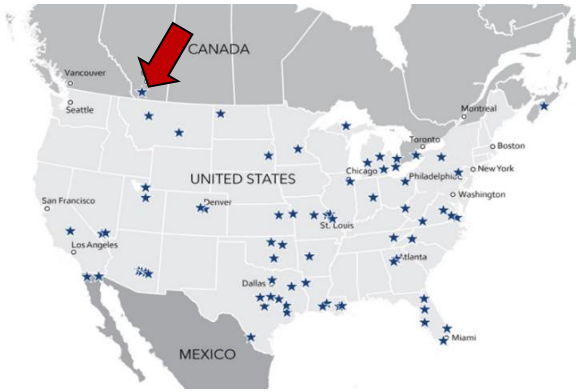 CANADA
Vancouver
Seattle
Montreal
Toronto
Boston
Chicago
New York
UNITED STATES
Philadelphia
Washington
San Francisco
Denver
St. Louis
Los Angeles
Atlanta
Dallas
Miami
MEXICO